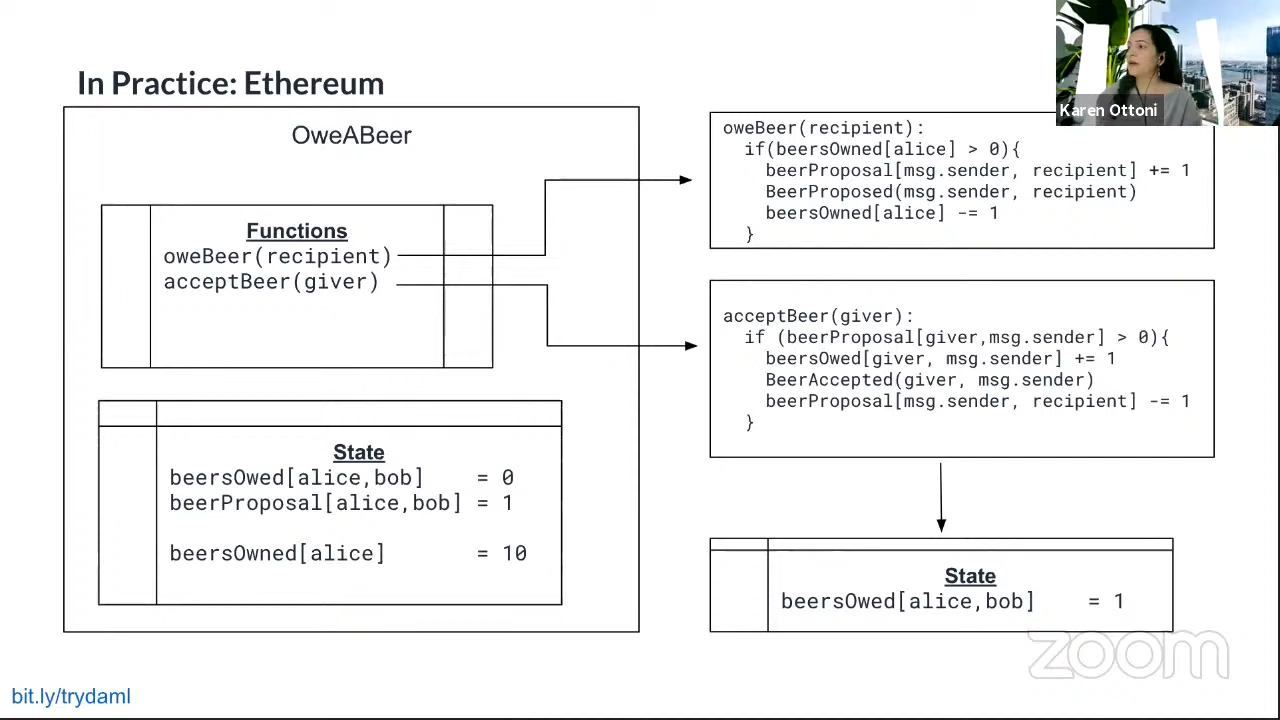 In Practice: Ethereum
OweABeer
Functions
oweBeer(recipient)
acceptBeer(giver)
State
beersOwed[alice,bob] = 0
beerProposal[alice,bob] = 1
beersOwned[alice] = 10
Karen Ottoni
oweBeer(recipient):
if(beersOwned[alice] > 0){
beerProposal[msg.sender, recipient] += 1
BeerProposed(msg.sender, recipient)
beersOwned[alice] -= 1
}
acceptBeer(giver):
if (beerProposal[giver,msg.sender] > 0){
beersOwed[giver, msg.sender] += 1
BeerAccepted(giver, msg.sender)
beerProposal[msg.sender, recipient] -= 1
}
State
beersOwed[alice,bob] = 1
zoom
bit.ly/trydaml